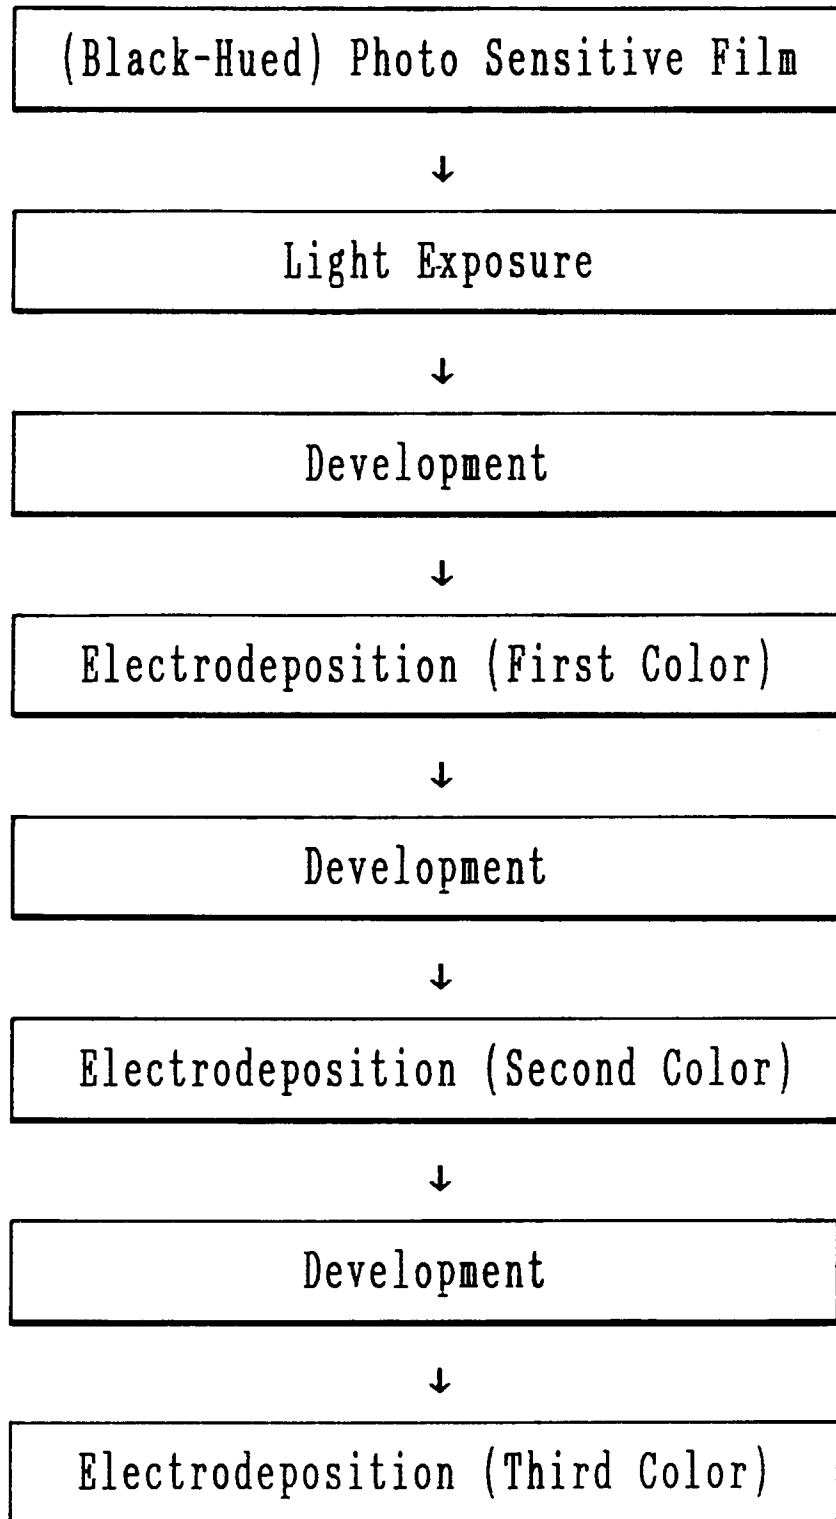 (Black-Hued) Photo Sensitive Film
↓
Light Exposure
↓
Development
↓
Electrodeposition (First Color)
↓
Development
↓
Electrodeposition (Second Color)
↓
Development
↓
Electrodeposition (Third Color)